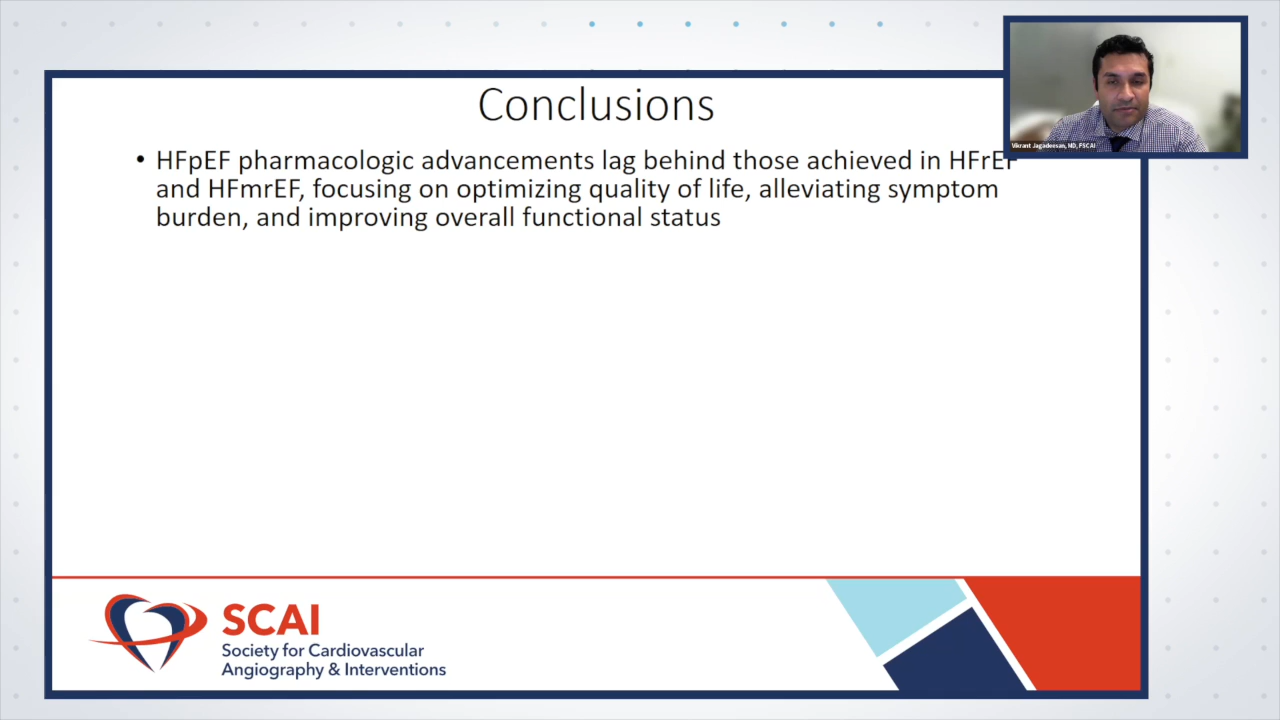 Conclusions
• HFpEF pharmacologic advancements lag behind those achieved in HFrEF
and HFmrEF, focusing on optimizing quality of life, alleviating symptom
burden, and improving overall functional status
Vikrant Jagadeesan, MD, FSCAI
SCAI
Society for Cardiovascular
Angiography & Interventions